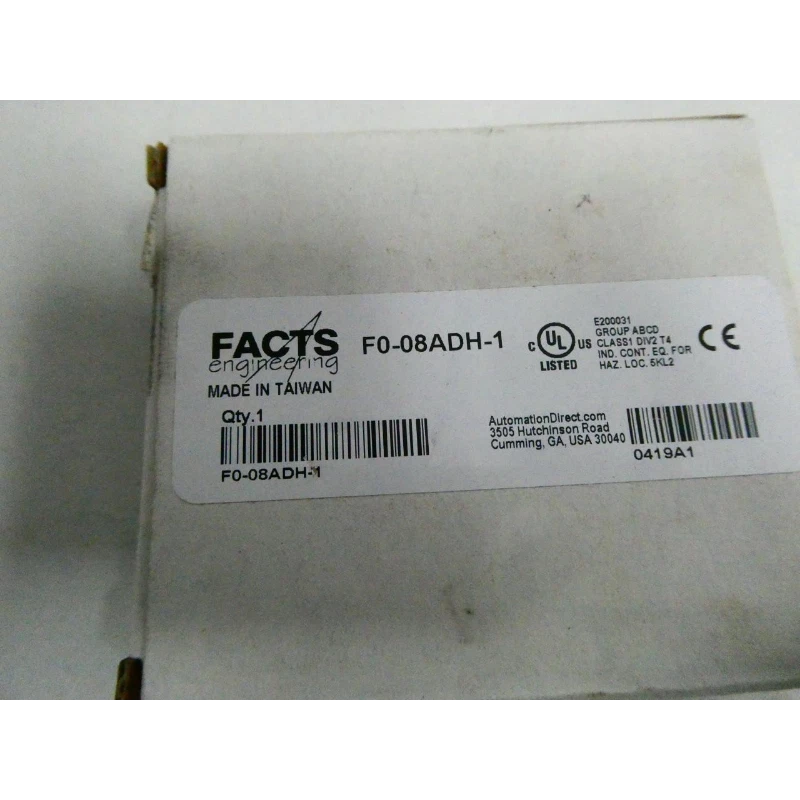 FACTS
engineering
F0-08ADH-1
MADE IN TAIWAN
C UL US
LISTED
E200031
GROUP ABCD
CLASS1 DIV2 T4
IND. CONT. EQ. FOR
HAZ. LOC. 5KL2
CE
Qty.1
F0-08ADH-1
AutomationDirect.com
3505 Hutchinson Road
Cumming, GA, USA 30040
0419A1